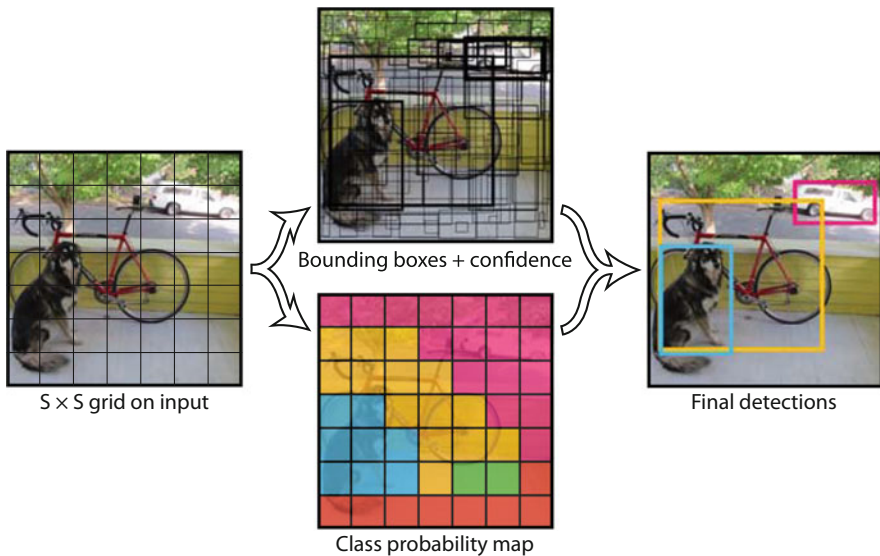 Bounding boxes + confidence
S × S grid on input
Final detections
Class probability map